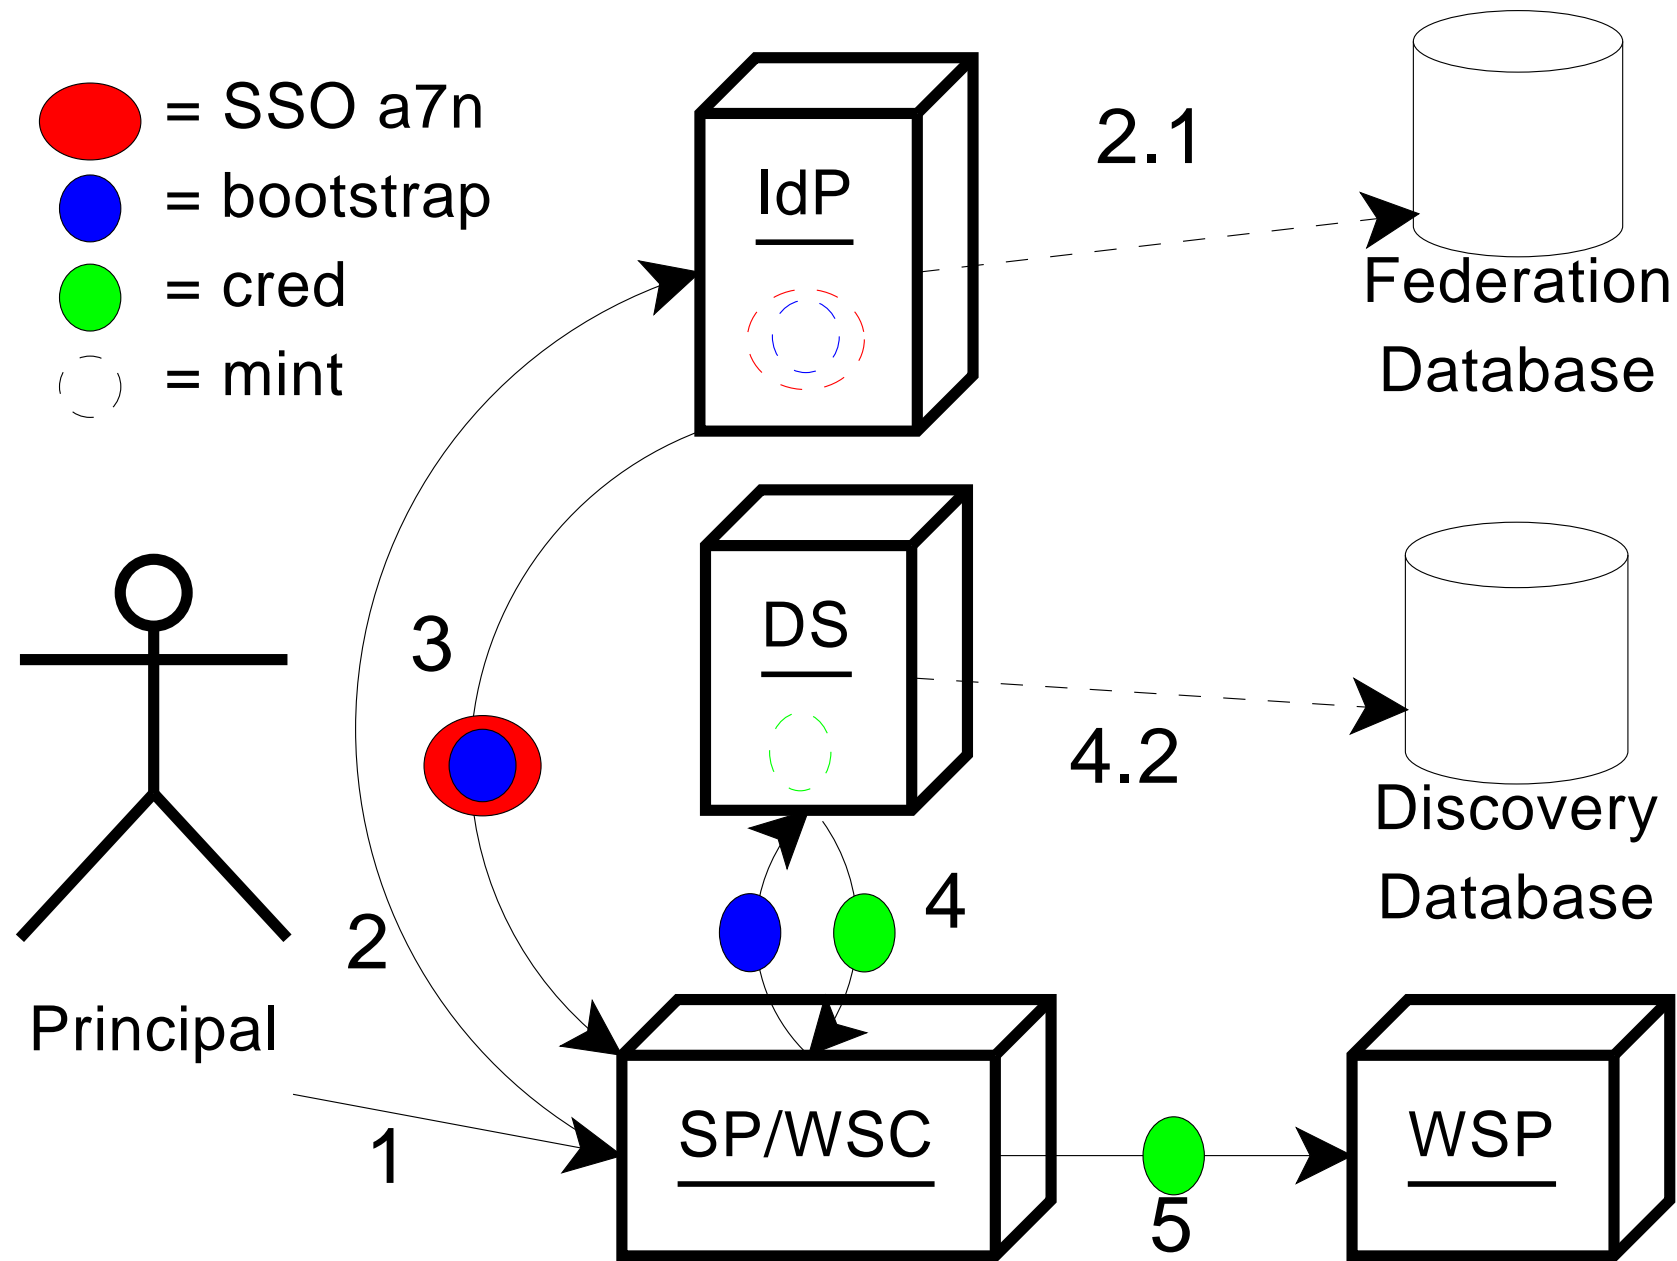 = SSO a7n
= bootstrap
= cred
= mint
IdP
2.1
Federation
Database
3
DS
4.2
Discovery
Database
4
2
Principal
1
SP/WSC
5
WSP